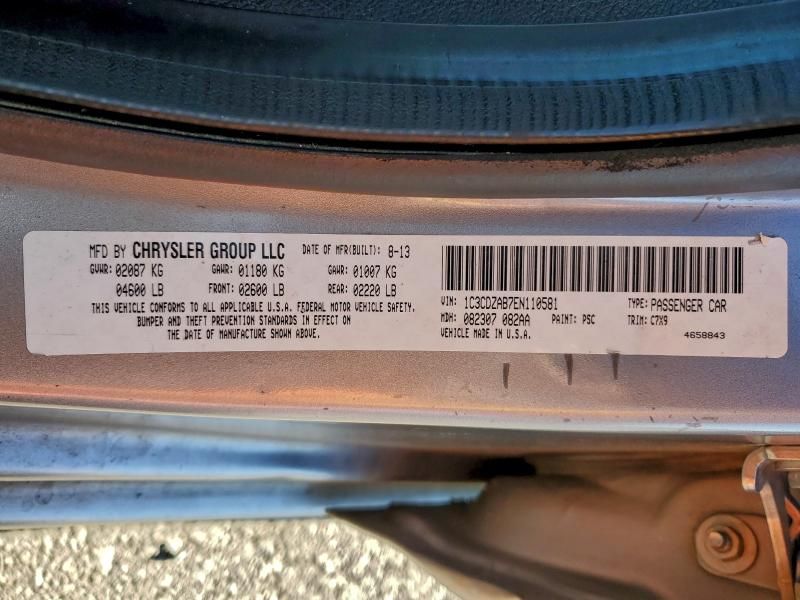 MFD BY CHRYSLER GROUP LLC DATE OF MFR(BUILT): 8-13
GVWR: 02087 KG GAWR: 01180 KG GAWR: 01007 KG
04600 LB FRONT: 02600 LB REAR: 02220 LB
THIS VEHICLE CONFORMS TO ALL APPLICABLE U.S.A. FEDERAL MOTOR VEHICLE SAFETY,
BUMPER AND THEFT PREVENTION STANDARDS IN EFFECT ON
THE DATE OF MANUFACTURE SHOWN ABOVE.
VIN: 1C3CDZAB7EN110581 TYPE: PASSENGER CAR
MDH: 082307 082AA PAINT: PSC TRIM: C7X9
VEHICLE MADE IN U.S.A. 4658843